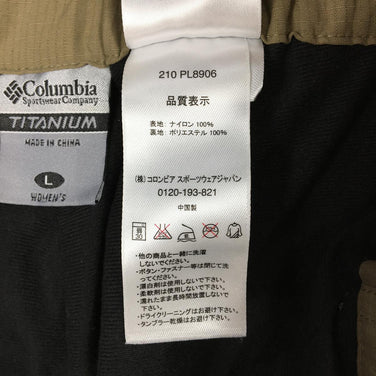 Columbia
Sportswear Company
TITANIUM
MADE IN CHINA
L
WOMEN'S
210 PL8906
品質表示
表地: ナイロン 100%
裏地: ポリエステル 100%
(株) コロンビア スポーツウェアジャパン
0120-193-821
中国製
・他の商品と一緒に洗濯
しないでください。
・ボタン・ファスナー等は閉じて洗
濯してください。
・漂白剤は使用しないでください。
・柔軟剤は使用しないでください。
・濡れたまま長時間放置しないで
ください。
・ドライクリーニングはお避け下さい。
・タンブラー乾燥はお避け下さい。